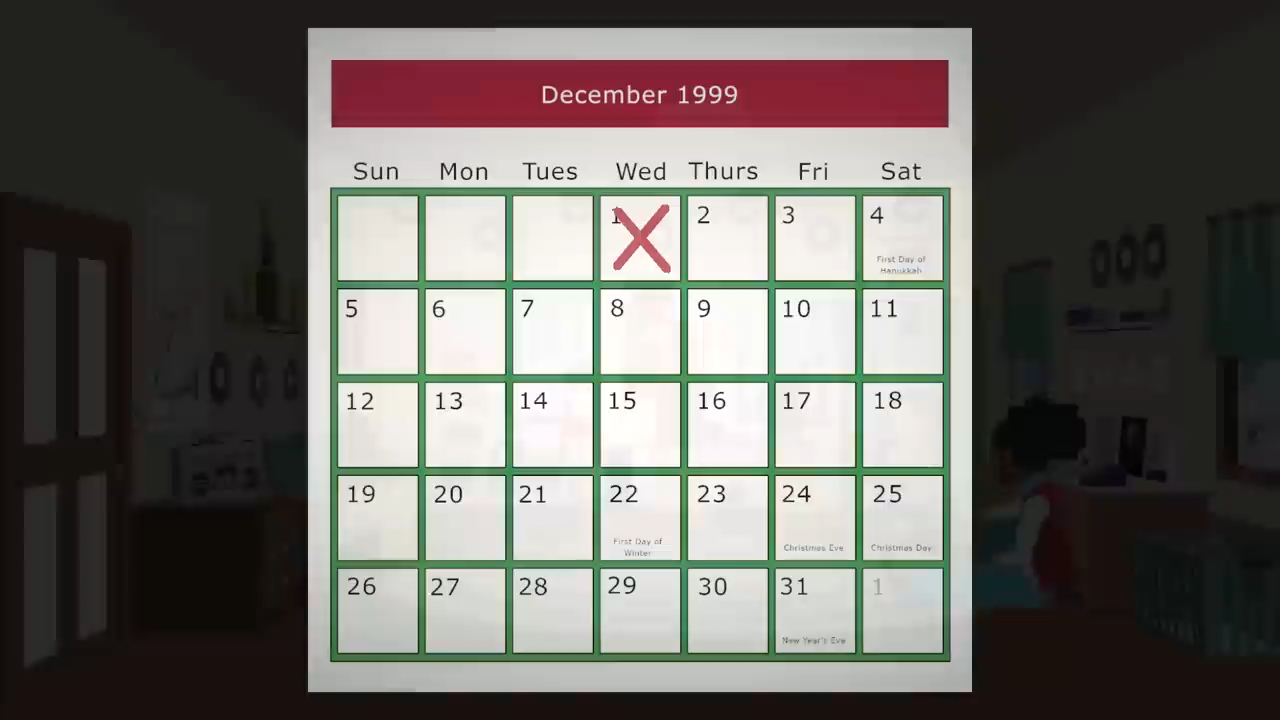 December 1999
Sun Mon Tues Wed Thurs Fri Sat
1 2 3 4
First Day of
Hanukkah
5 6 7 8 9 10 11
12 13 14 15 16 17 18
19 20 21 22 23 24 25
First Day of
Winter
Christmas Eve
Christmas Day
26 27 28 29 30 31 1
New Year's Eve